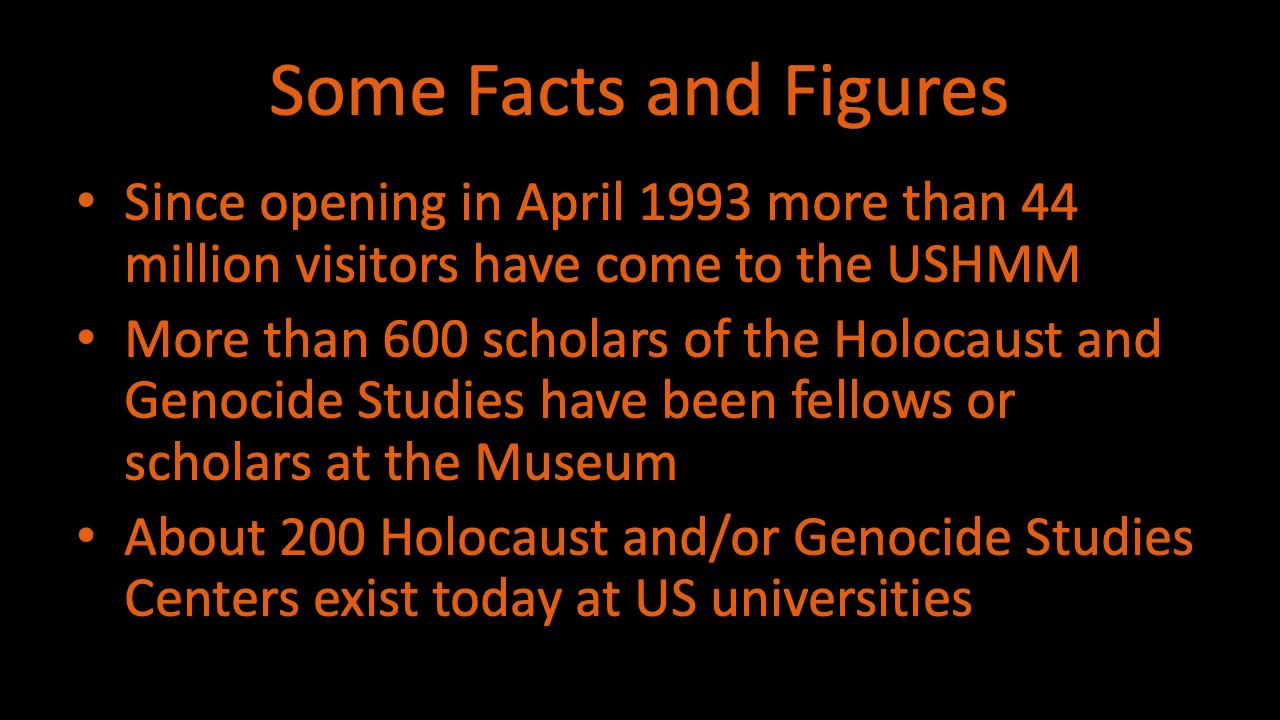 Some Facts and Figures
• Since opening in April 1993 more than 44
million visitors have come to the USHMM
• More than 600 scholars of the Holocaust and
Genocide Studies have been fellows or
scholars at the Museum
• About 200 Holocaust and/or Genocide Studies
Centers exist today at US universities